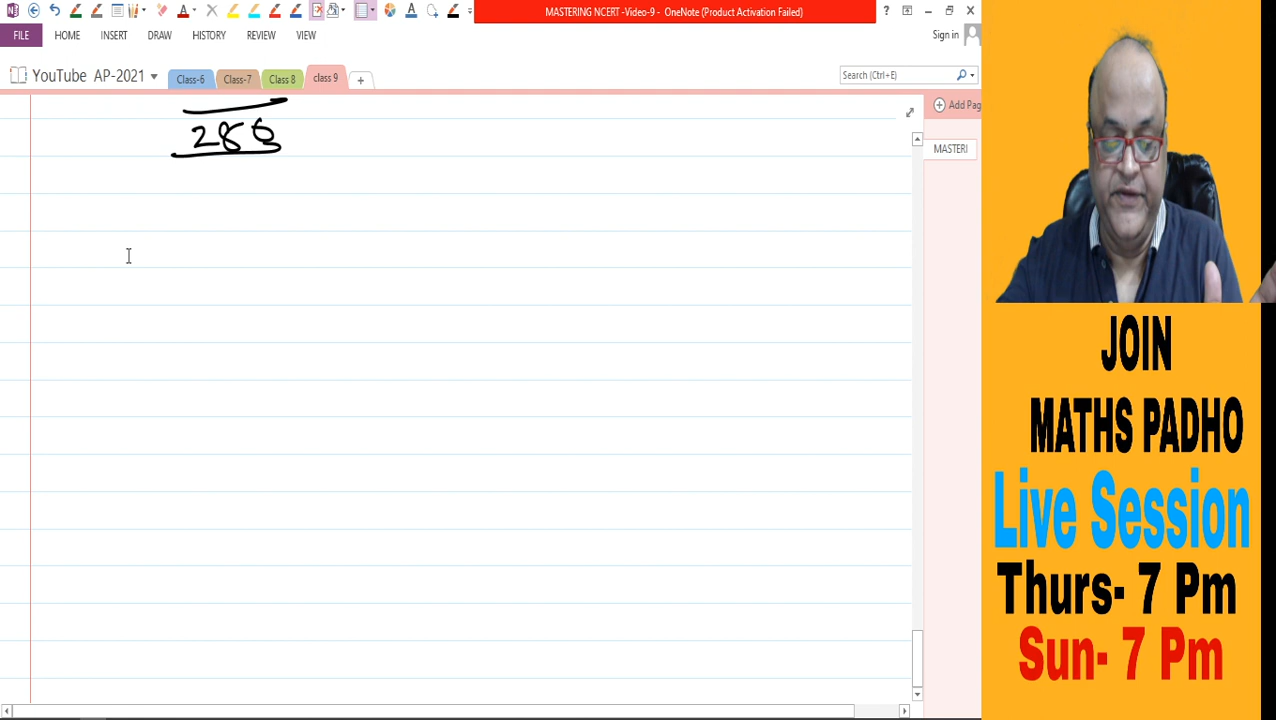 MASTERING NCERT -Video-9 - OneNote (Product Activation Failed)
FILE HOME INSERT DRAW HISTORY REVIEW VIEW Sign in
YouTube AP-2021 Class-6 Class-7 Class 8 class 9 Search (Ctrl+E)
Add Pag
MASTERI
JOIN
MATHS PADHO
Live Session
Thurs- 7 Pm
Sun- 7 Pm